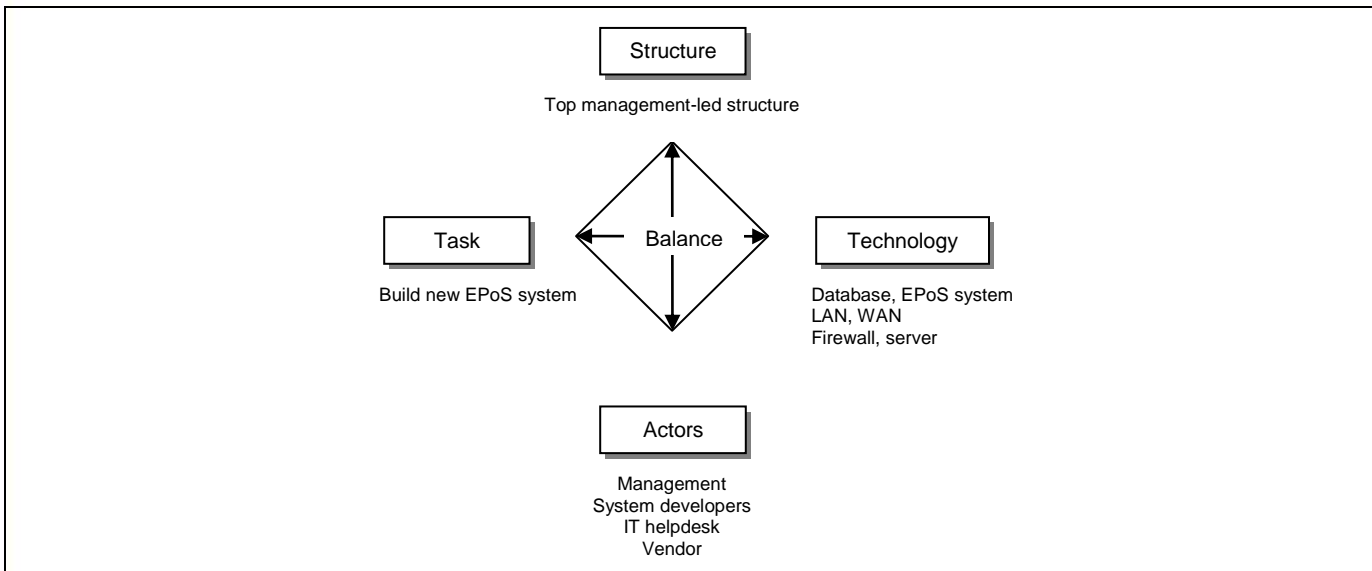 Structure
Top management-led structure
Task
Balance
Technology
Build new EPoS system
Database, EPoS system
LAN, WAN
Firewall, server
Actors
Management
System developers
IT helpdesk
Vendor